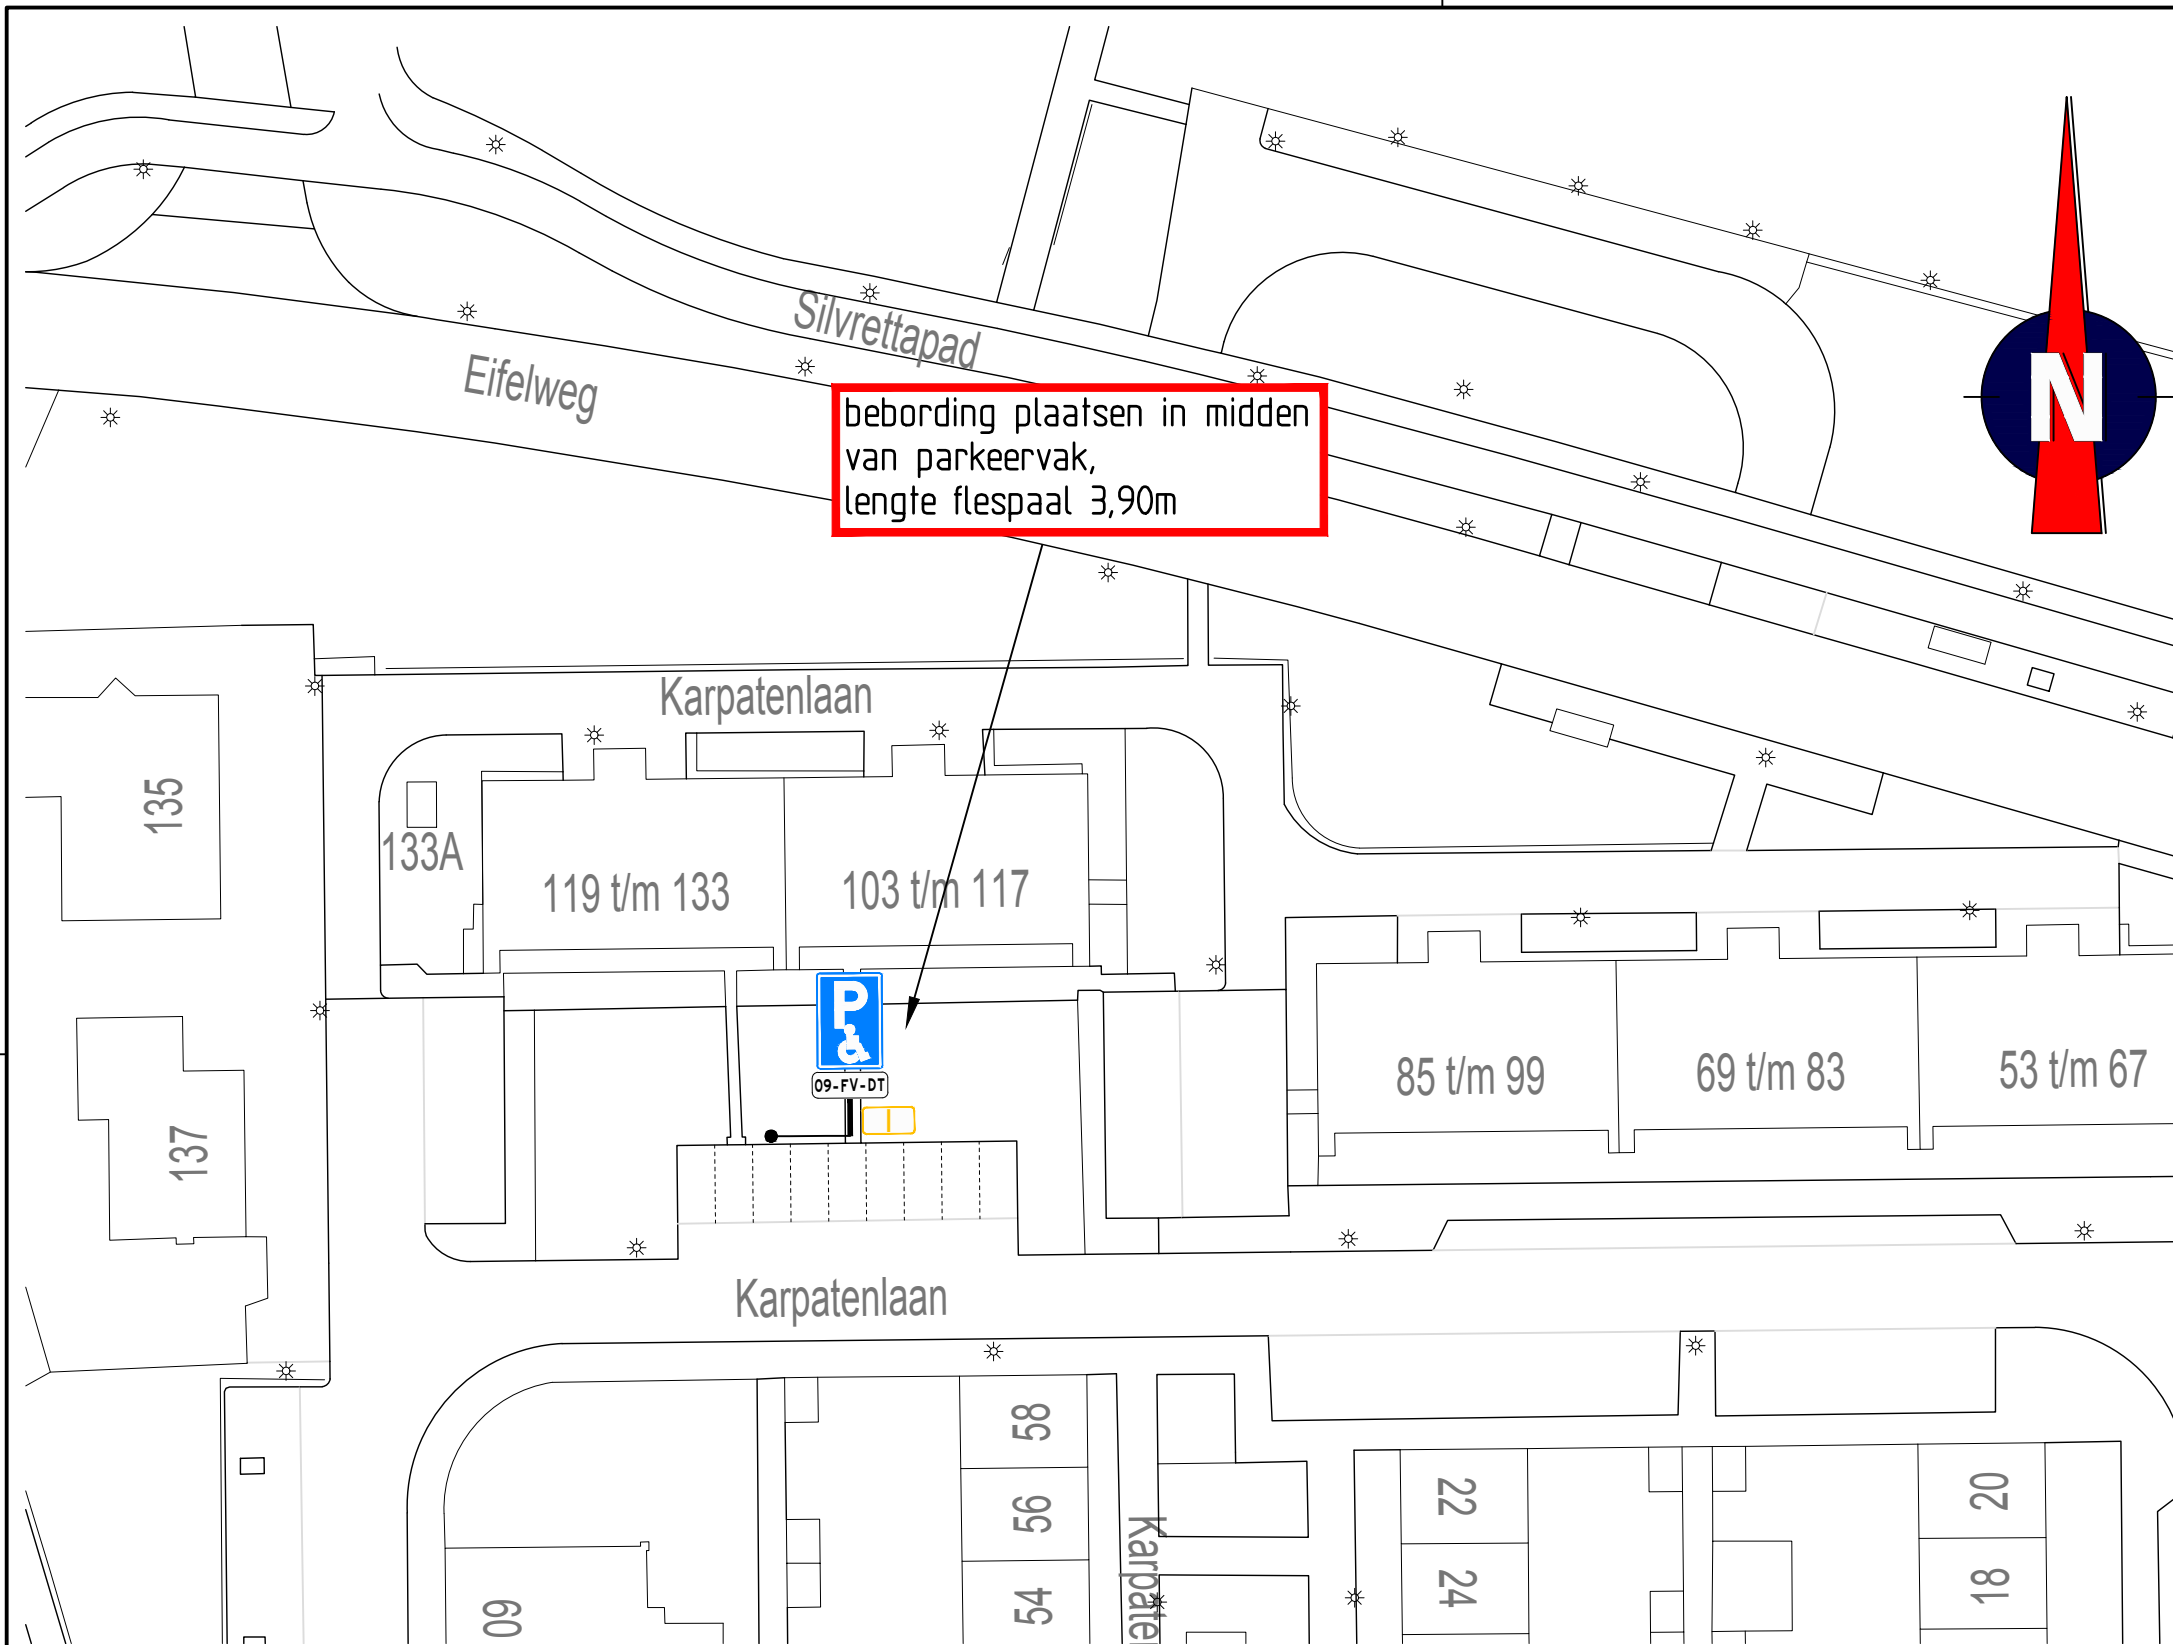 N
Silvrettapad
Eifelweg
bebording plaatsen in midden
van parkeervak,
lengte flespaal 3,90m
Karpatenlaan
135
133A
119 t/m 133
103 t/m 117
P
09-FV-DT
85 t/m 99
69 t/m 83
53 t/m 67
137
Karpatenlaan
58
56
54
Karpate
22
24
20
18
60